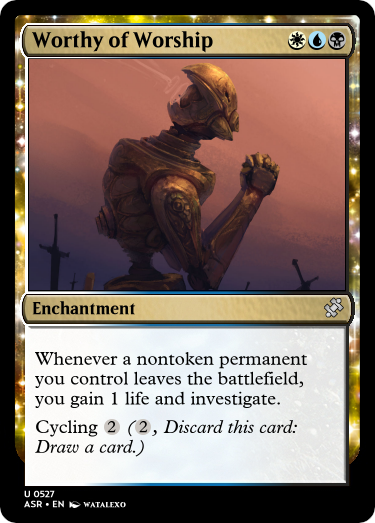 Worthy of Worship
Enchantment
Whenever a nontoken permanent
you control leaves the battlefield,
you gain 1 life and investigate.
Cycling 2 (2, Discard this card:
Draw a card.)
U 0527
ASR • EN WATALEXO